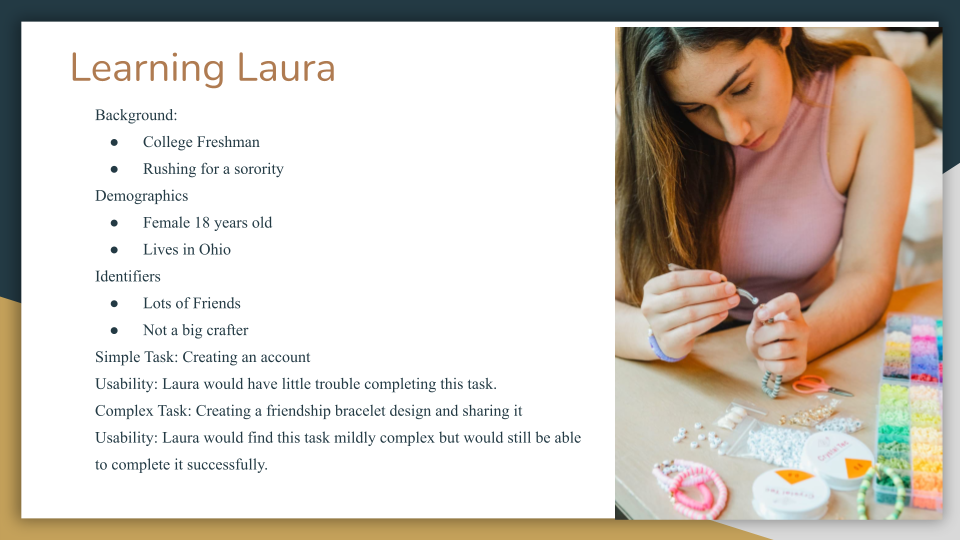 Learning Laura
Background:
● College Freshman
● Rushing for a sorority
Demographics
● Female 18 years old
● Lives in Ohio
Identifiers
● Lots of Friends
● Not a big crafter
Simple Task: Creating an account
Usability: Laura would have little trouble completing this task.
Complex Task: Creating a friendship bracelet design and sharing it
Usability: Laura would find this task mildly complex but would still be able
to complete it successfully.
Crystal Tec